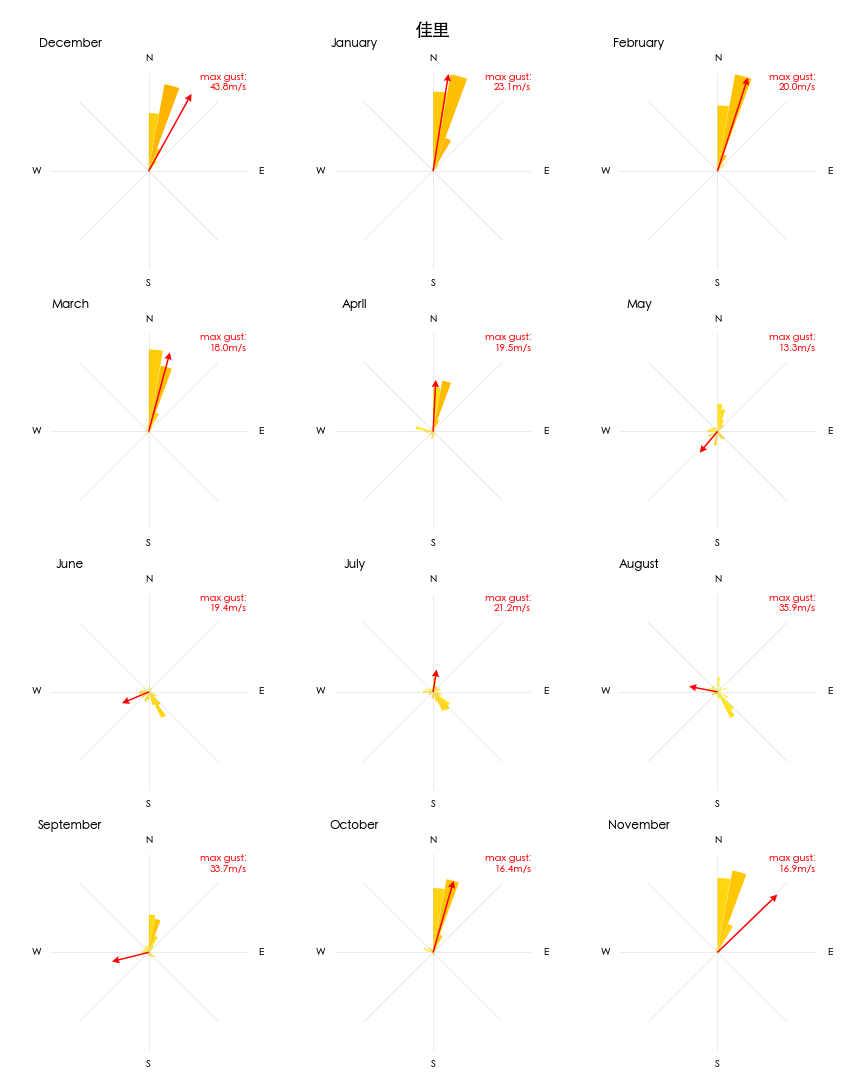 佳里
December
N
max gust:
43.8m/s
W
E
S
January
N
max gust:
23.1m/s
W
E
S
February
N
max gust:
20.0m/s
W
E
S
March
N
max gust:
18.0m/s
W
E
S
April
N
max gust:
19.5m/s
W
E
S
May
N
max gust:
13.3m/s
W
E
S
June
N
max gust:
19.4m/s
W
E
S
July
N
max gust:
21.2m/s
W
E
S
August
N
max gust:
35.9m/s
W
E
S
September
N
max gust:
33.7m/s
W
E
S
October
N
max gust:
16.4m/s
W
E
S
November
N
max gust:
16.9m/s
W
E
S